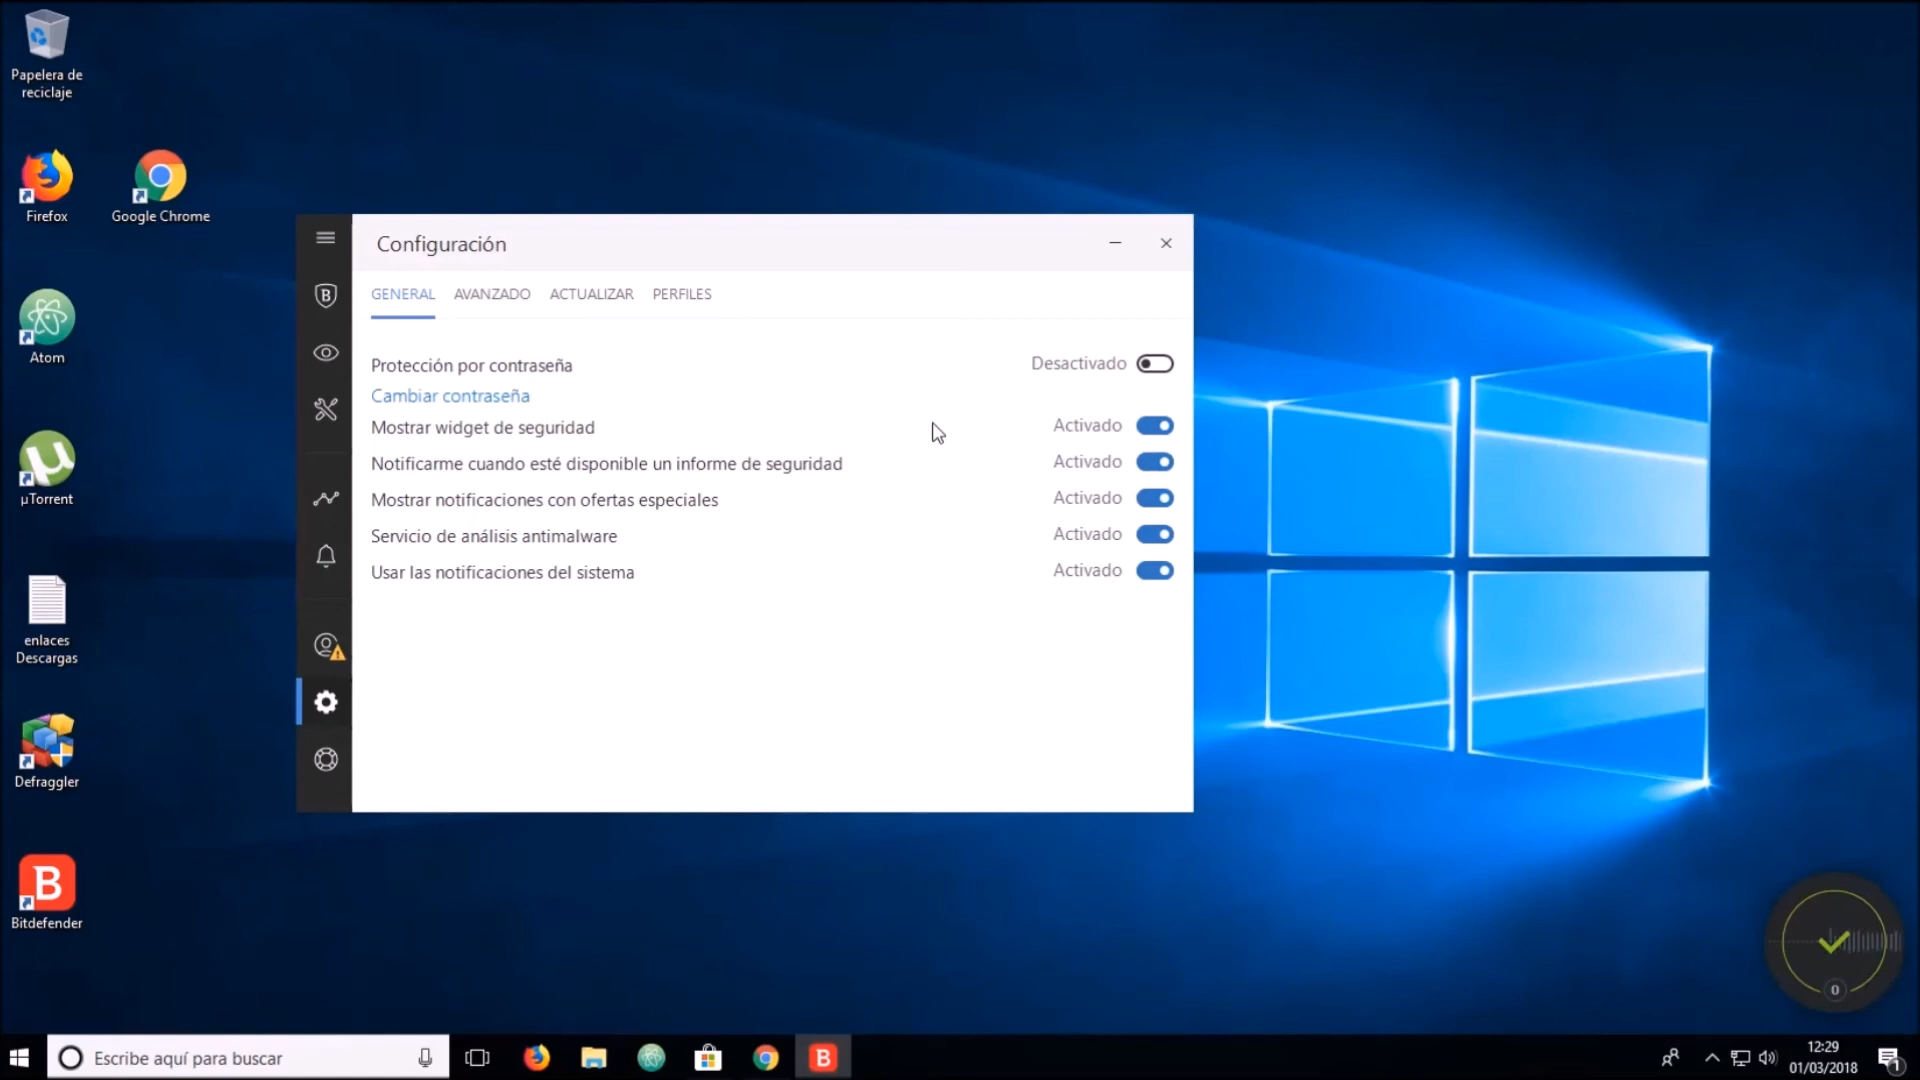 Papelera de
reciclaje
Firefox
Google Chrome
Atom
µTorrent
enlaces
Descargas
Defraggler
B
Bitdefender
B
Configuración
GENERAL AVANZADO ACTUALIZAR PERFILES
Protección por contraseña Desactivado
Cambiar contraseña
Mostrar widget de seguridad Activado
Notificarme cuando esté disponible un informe de seguridad Activado
Mostrar notificaciones con ofertas especiales Activado
Servicio de análisis antimalware Activado
Usar las notificaciones del sistema Activado
0
Escribe aquí para buscar
B
12:29
01/03/2018
1